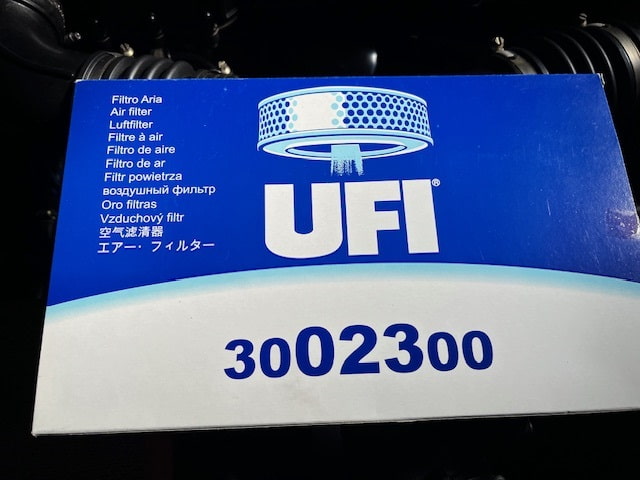 Filtro Aria
Air filter
Luftfilter
Filtre à air
Filtro de aire
Filtro de ar
Filtr powietrza
воздушный фильтр
Oro filtras
Vzduchový filtr
空气滤清器
エアー・フィルター
UFI®
3002300